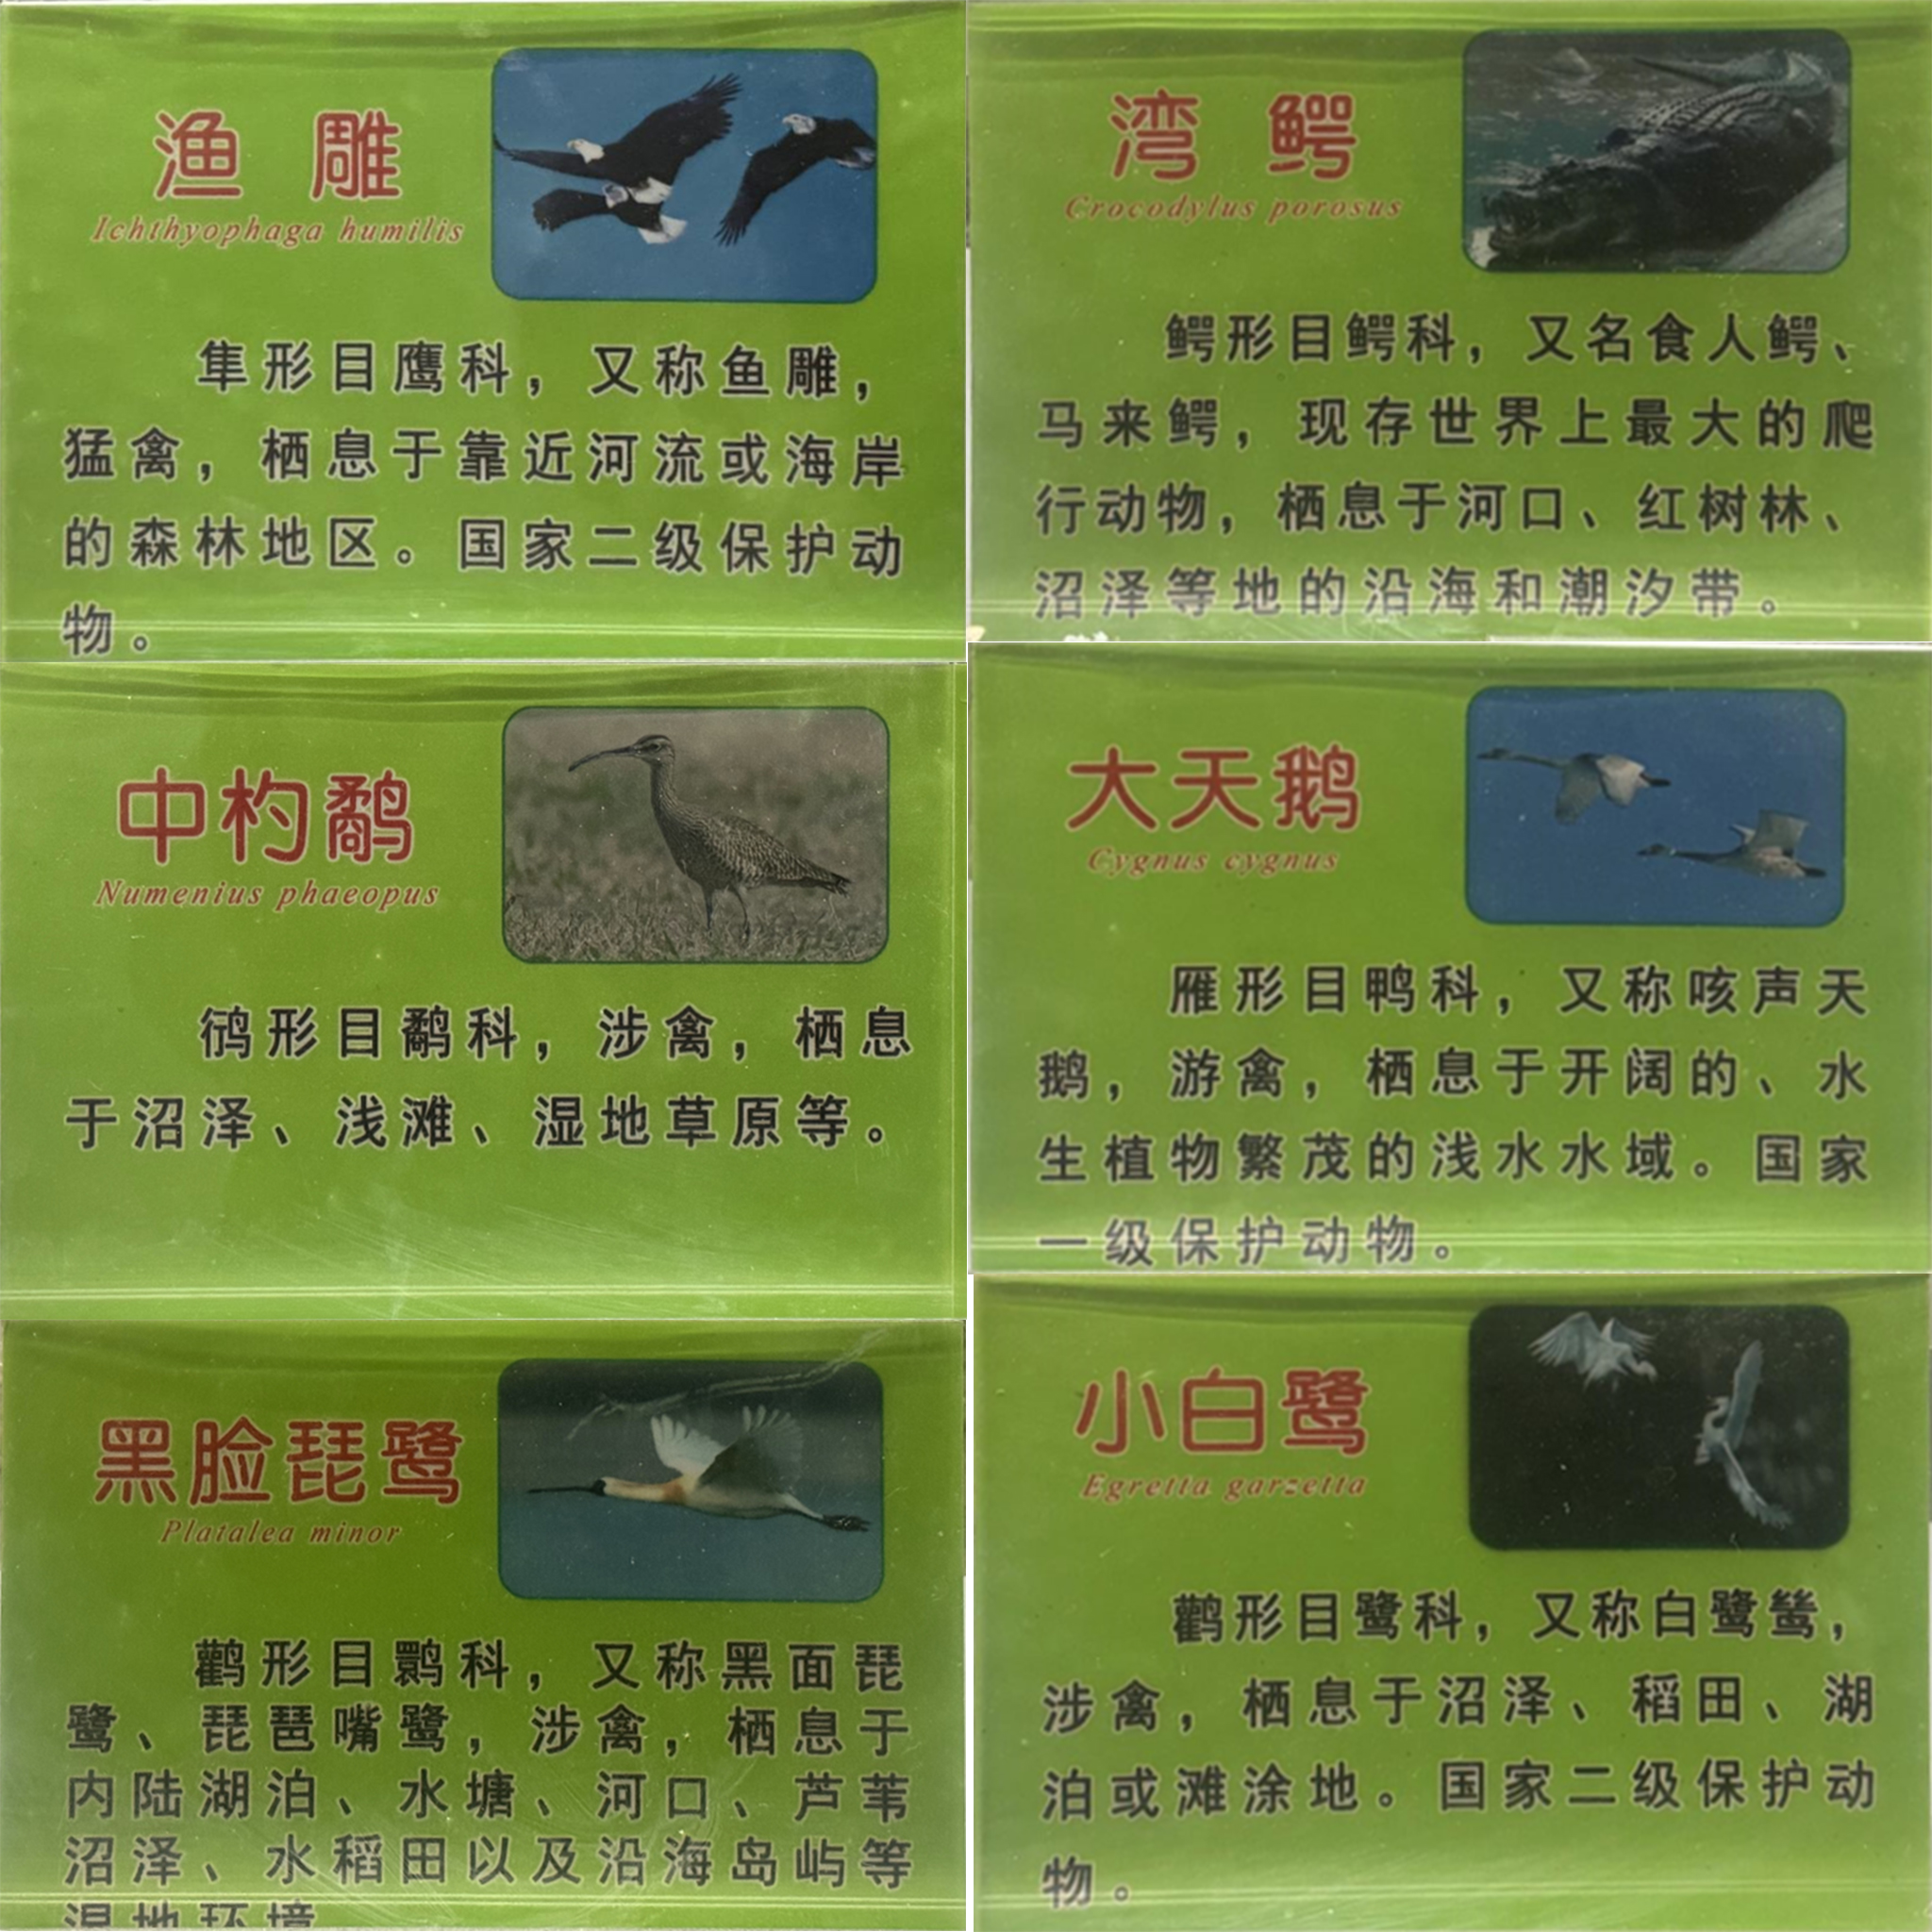 渔雕
Ichthyophaga humilis
隼形目鹰科，又称鱼雕，
猛禽，栖息于靠近河流或海岸
的森林地区。国家二级保护动
物。
湾鳄
Crocodylus porosus
鳄形目鳄科，又名食人鳄、
马来鳄，现存世界上最大的爬
行动物，栖息于河口、红树林、
沼泽等地的沿海和潮汐带。
中杓鹬
Numenius phaeopus
鸻形目鹬科，涉禽，栖息
于沼泽、浅滩、湿地草原等。
大天鹅
Cygnus cygnus
雁形目鸭科，又称咳声天
鹅，游禽，栖息于开阔的、水
生植物繁茂的浅水水域。国家
一级保护动物。
黑脸琵鹭
Platalea minor
鹳形目鹮科，又称黑面琵
鹭、琵琶嘴鹭，涉禽，栖息于
内陆湖泊、水塘、河口、芦苇
沼泽、水稻田以及沿海岛屿等
湿地环境
小白鹭
Egretta garzetta
鹳形目鹭科，又称白鹭鸶，
涉禽，栖息于沼泽、稻田、湖
泊或滩涂地。国家二级保护动
物。